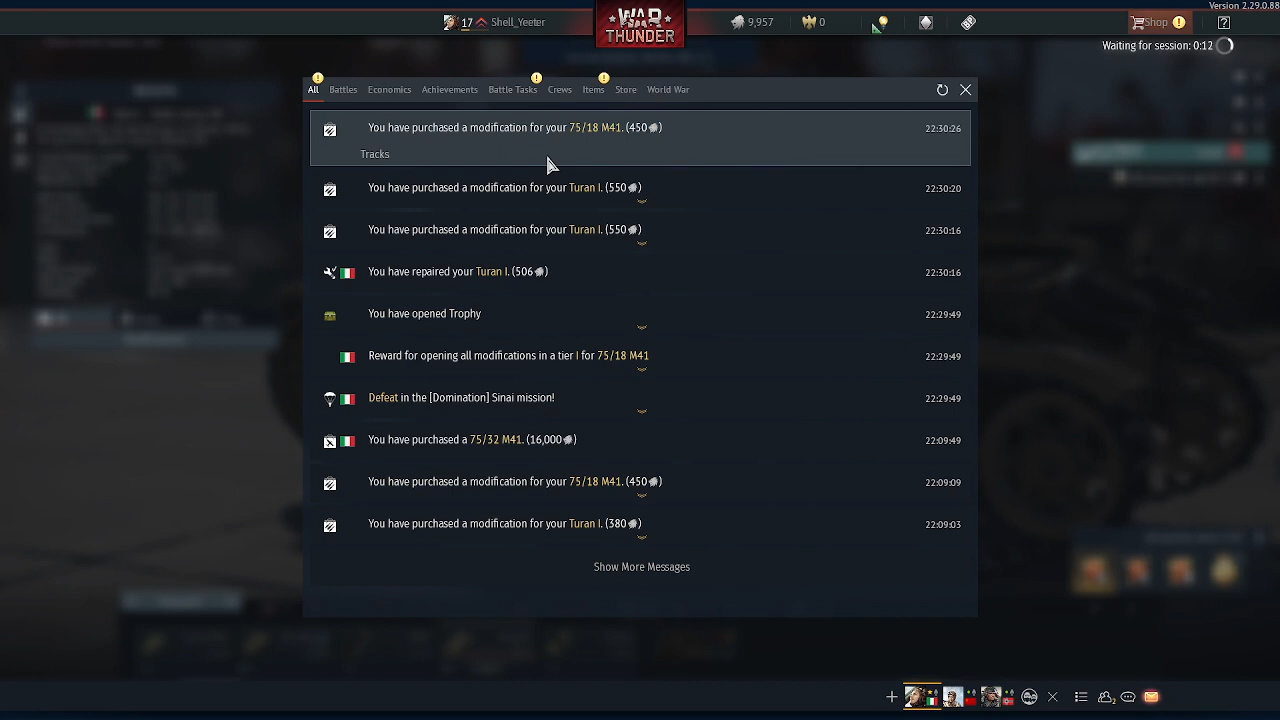 Version 2.29.0.88
17 Shell_Yeeter
WAR THUNDER
9,957
0
Shop
Waiting for session: 0:12
All Battles Economics Achievements Battle Tasks Crews Items Store World War
You have purchased a modification for your 75/18 M41. (450) 22:30:26
Tracks
You have purchased a modification for your Turan I. (550) 22:30:20
You have purchased a modification for your Turan I. (550) 22:30:16
You have repaired your Turan I. (506) 22:30:16
You have opened Trophy 22:29:49
Reward for opening all modifications in a tier I for 75/18 M41 22:29:49
Defeat in the [Domination] Sinai mission! 22:29:49
You have purchased a 75/32 M41. (16,000) 22:09:49
You have purchased a modification for your 75/18 M41. (450) 22:09:09
You have purchased a modification for your Turan I. (380) 22:09:03
Show More Messages
2